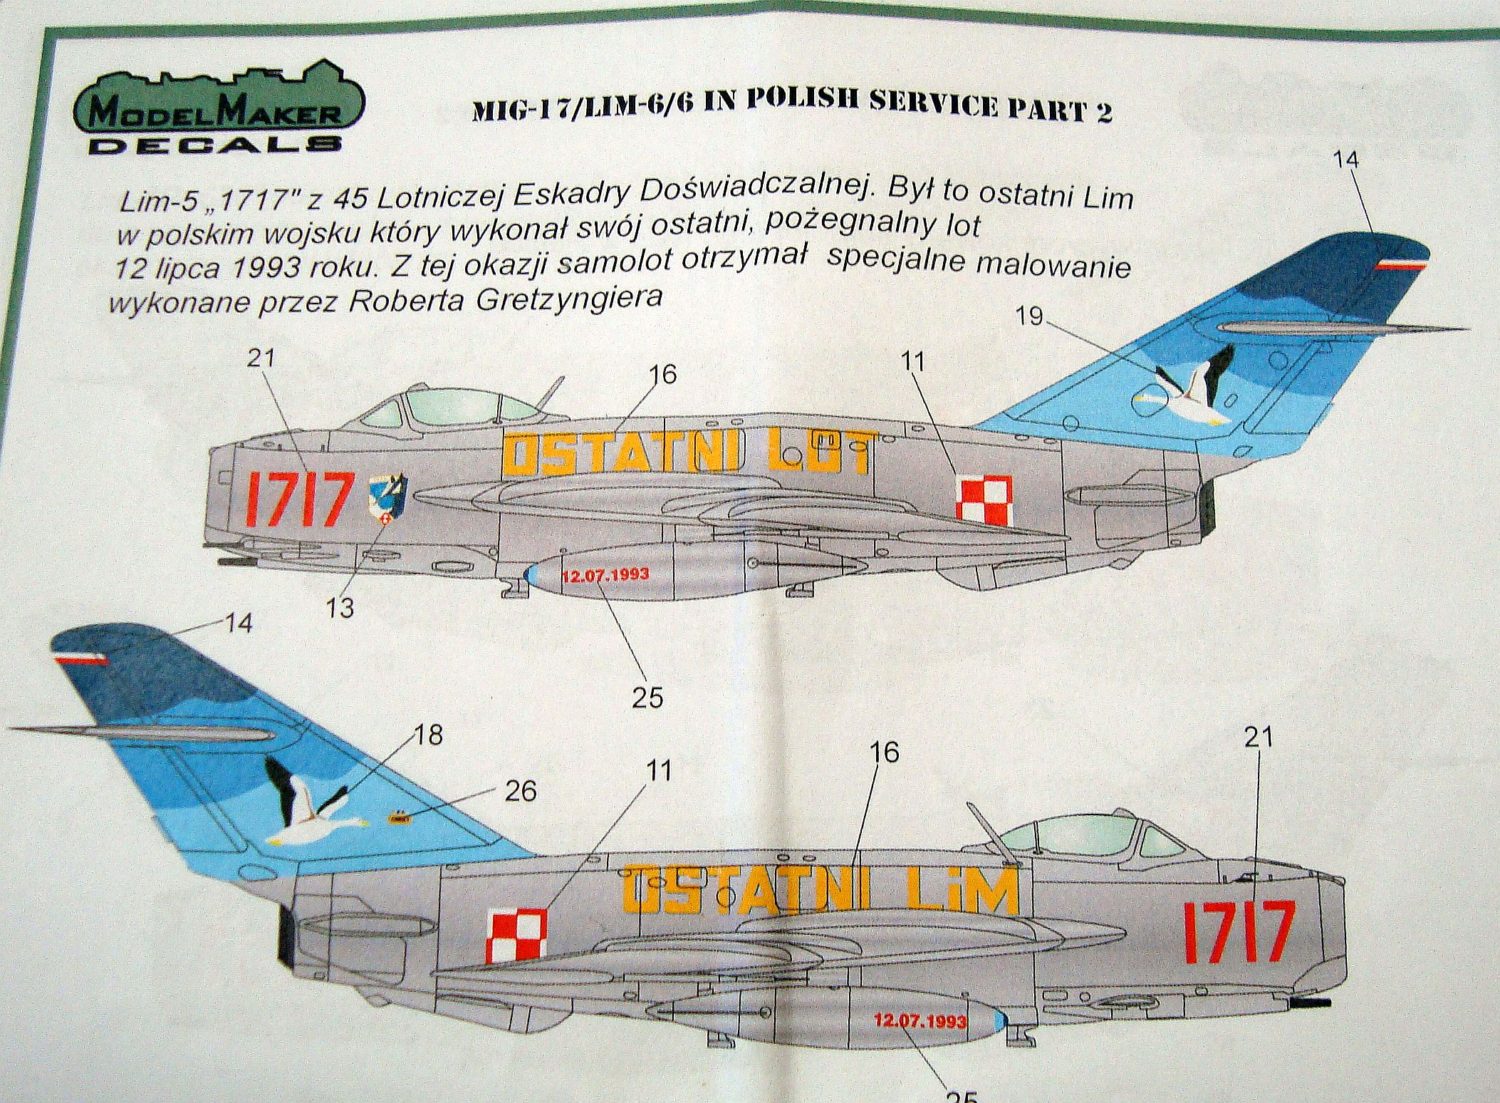 MODELMAKER
DECALS
MIG-17/LIM-6/6 IN POLISH SERVICE PART 2
Lim-5 „1717" z 45 Lotniczej Eskadry Doświadczalnej. Był to ostatni Lim
w polskim wojsku który wykonał swój ostatni, pożegnalny lot
12 lipca 1993 roku. Z tej okazji samolot otrzymał specjalne malowanie
wykonane przez Roberta Gretzyngiera
14
19
21
16
11
OSTATNI LOT
1717
12.07.1993
13
25
14
18
26
11
16
21
OSTATNI LiM
1717
12.07.1993
25